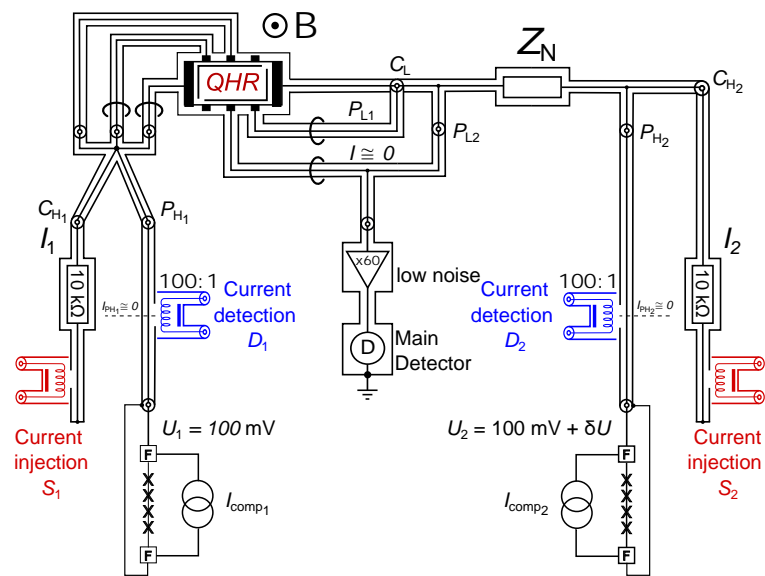 ⊙B
QHR
C_L
Z_N
C_H2
P_L1
P_L2
P_H2
I ≅ 0
C_H1
P_H1
I_1
I_2
10 kΩ
100:1
I_PH1 ≅ 0
Current
detection
D_1
x60
low noise
D
Main
Detector
100:1
I_PH2 ≅ 0
Current
detection
D_2
10 kΩ
Current
injection
S_1
U_1 = 100 mV
U_2 = 100 mV + δU
Current
injection
S_2
F
F
I_comp1
I_comp2
F
F